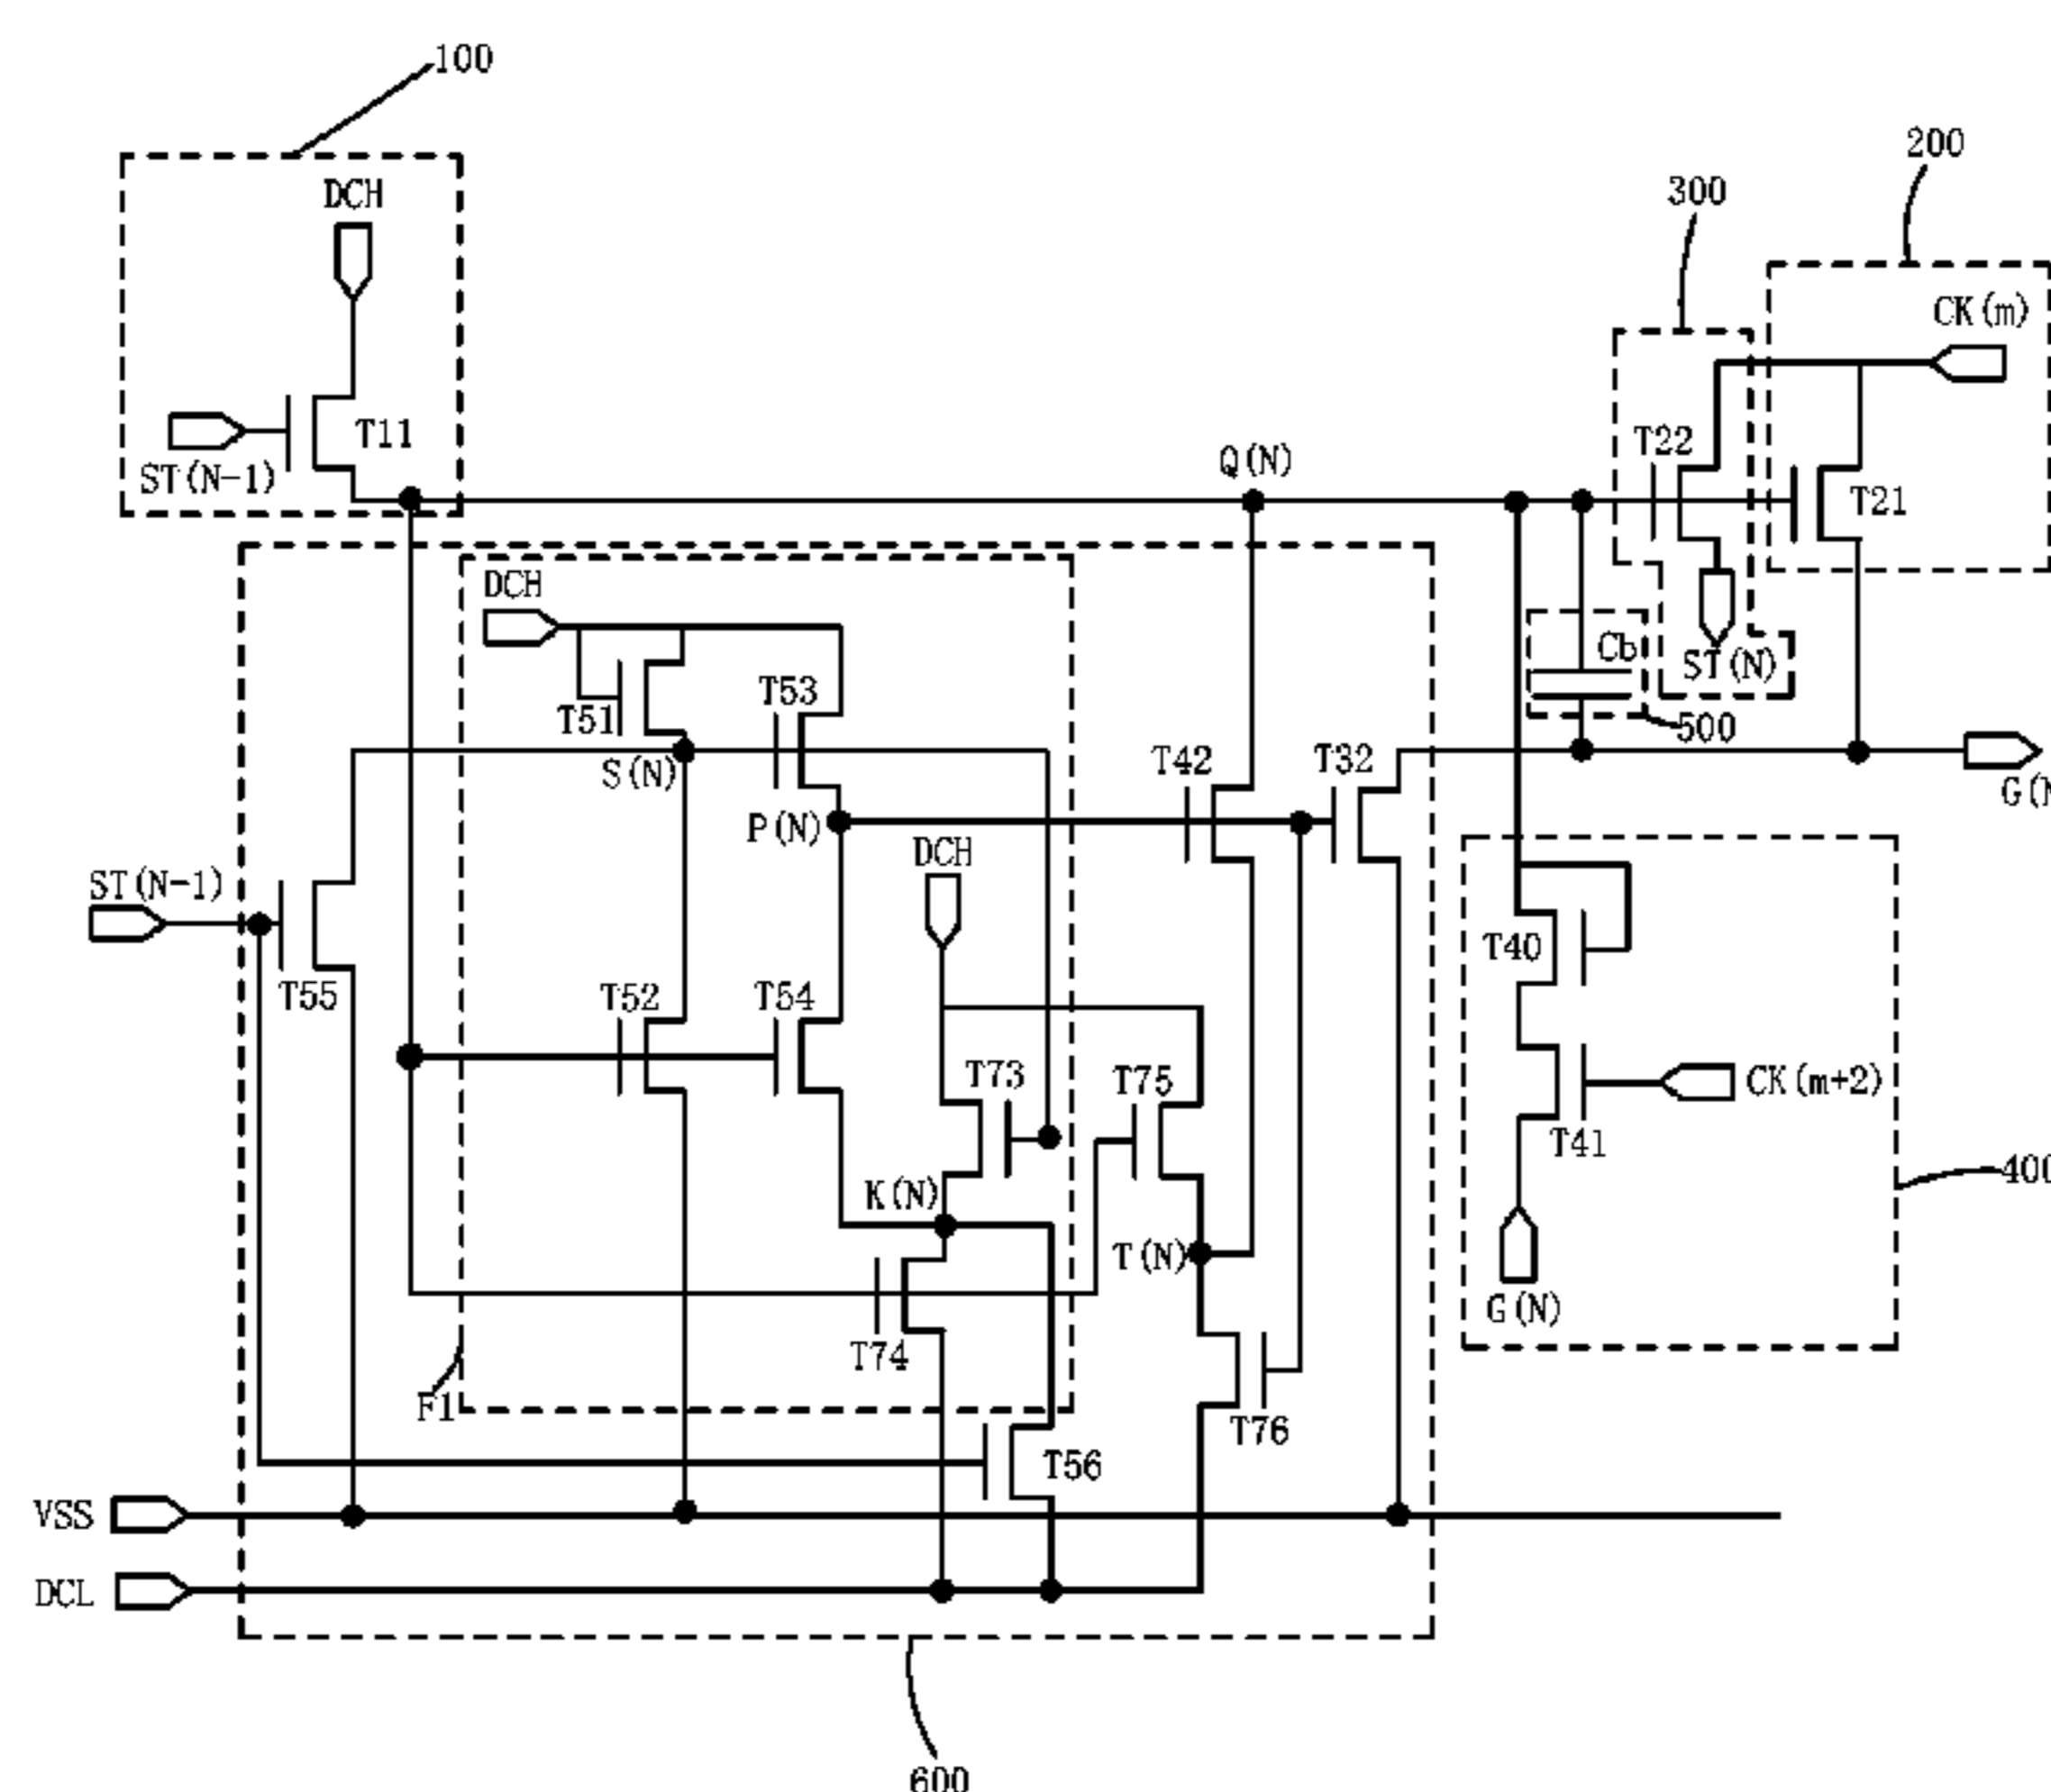 100
200
DCH
300
CK(m)
T11
ST(N-1)
Q(N)
T22
T21
DCH
Cb
ST(N)
T51
T53
500
S(N)
T42
T32
P(N)
G(N
DCH
ST(N-1)
T40
T55
T52
T54
T73
T75
CK(m+2)
T41
400
K(N)
T(N)
G(N)
T74
F1
T76
T56
VSS
DCL
600